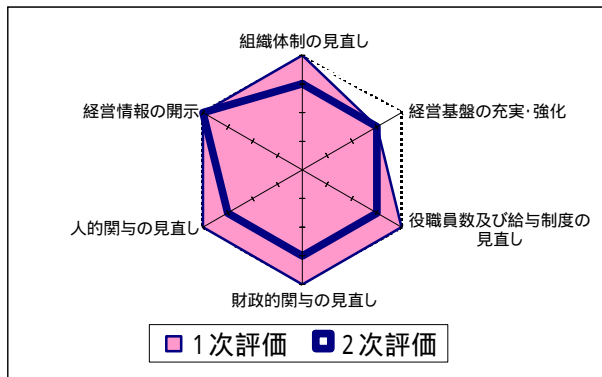 組織体制の見直し
経営情報の開示
経営基盤の充実・強化
人的関与の見直し
役職員数及び給与制度の
見直し
財政的関与の見直し
1次評価 2次評価